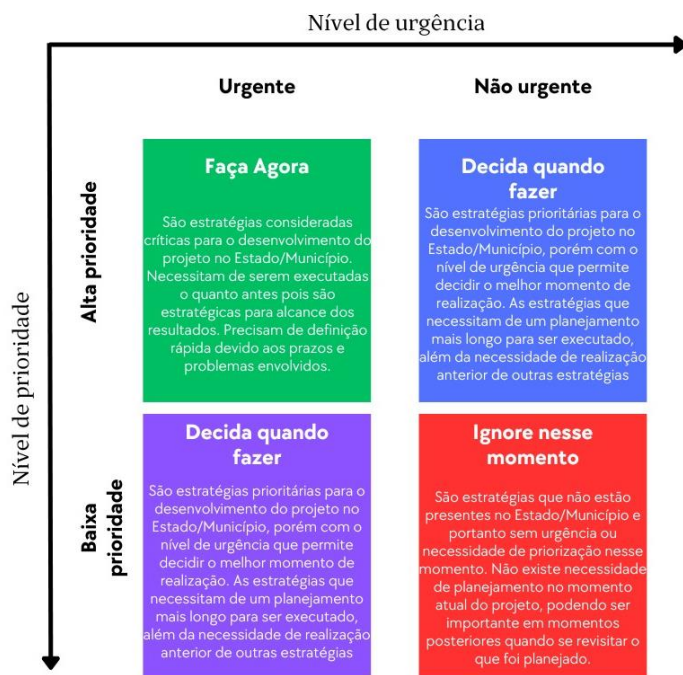 Nível de urgência
Urgente
Não urgente
Nível de prioridade
Alta prioridade
Faça Agora
São estratégias consideradas
críticas para o desenvolvimento do
projeto no Estado/Município.
Necessitam de serem executadas
o quanto antes pois são
estratégicas para alcance dos
resultados. Precisam de definição
rápida devido aos prazos e
problemas envolvidos.
Decida quando
fazer
São estratégias prioritárias para o
desenvolvimento do projeto no
Estado/Município, porém com o
nível de urgência que permite
decidir o melhor momento de
realização. As estratégias que
necessitam de um planejamento
mais longo para ser executado,
além da necessidade de realização
anterior de outras estratégias
Baixa
prioridade
Decida quando
fazer
São estratégias prioritárias para o
desenvolvimento do projeto no
Estado/Município, porém com o
nível de urgência que permite
decidir o melhor momento de
realização. As estratégias que
necessitam de um planejamento
mais longo para ser executado,
além da necessidade de realização
anterior de outras estratégias
Ignore nesse
momento
São estratégias que não estão
presentes no Estado/Município e
portanto sem urgência ou
necessidade de priorização nesse
momento. Não existe necessidade
de planejamento no momento
atual do projeto, podendo ser
importante em momentos
posteriores quando se revisitar o
que foi planejado.